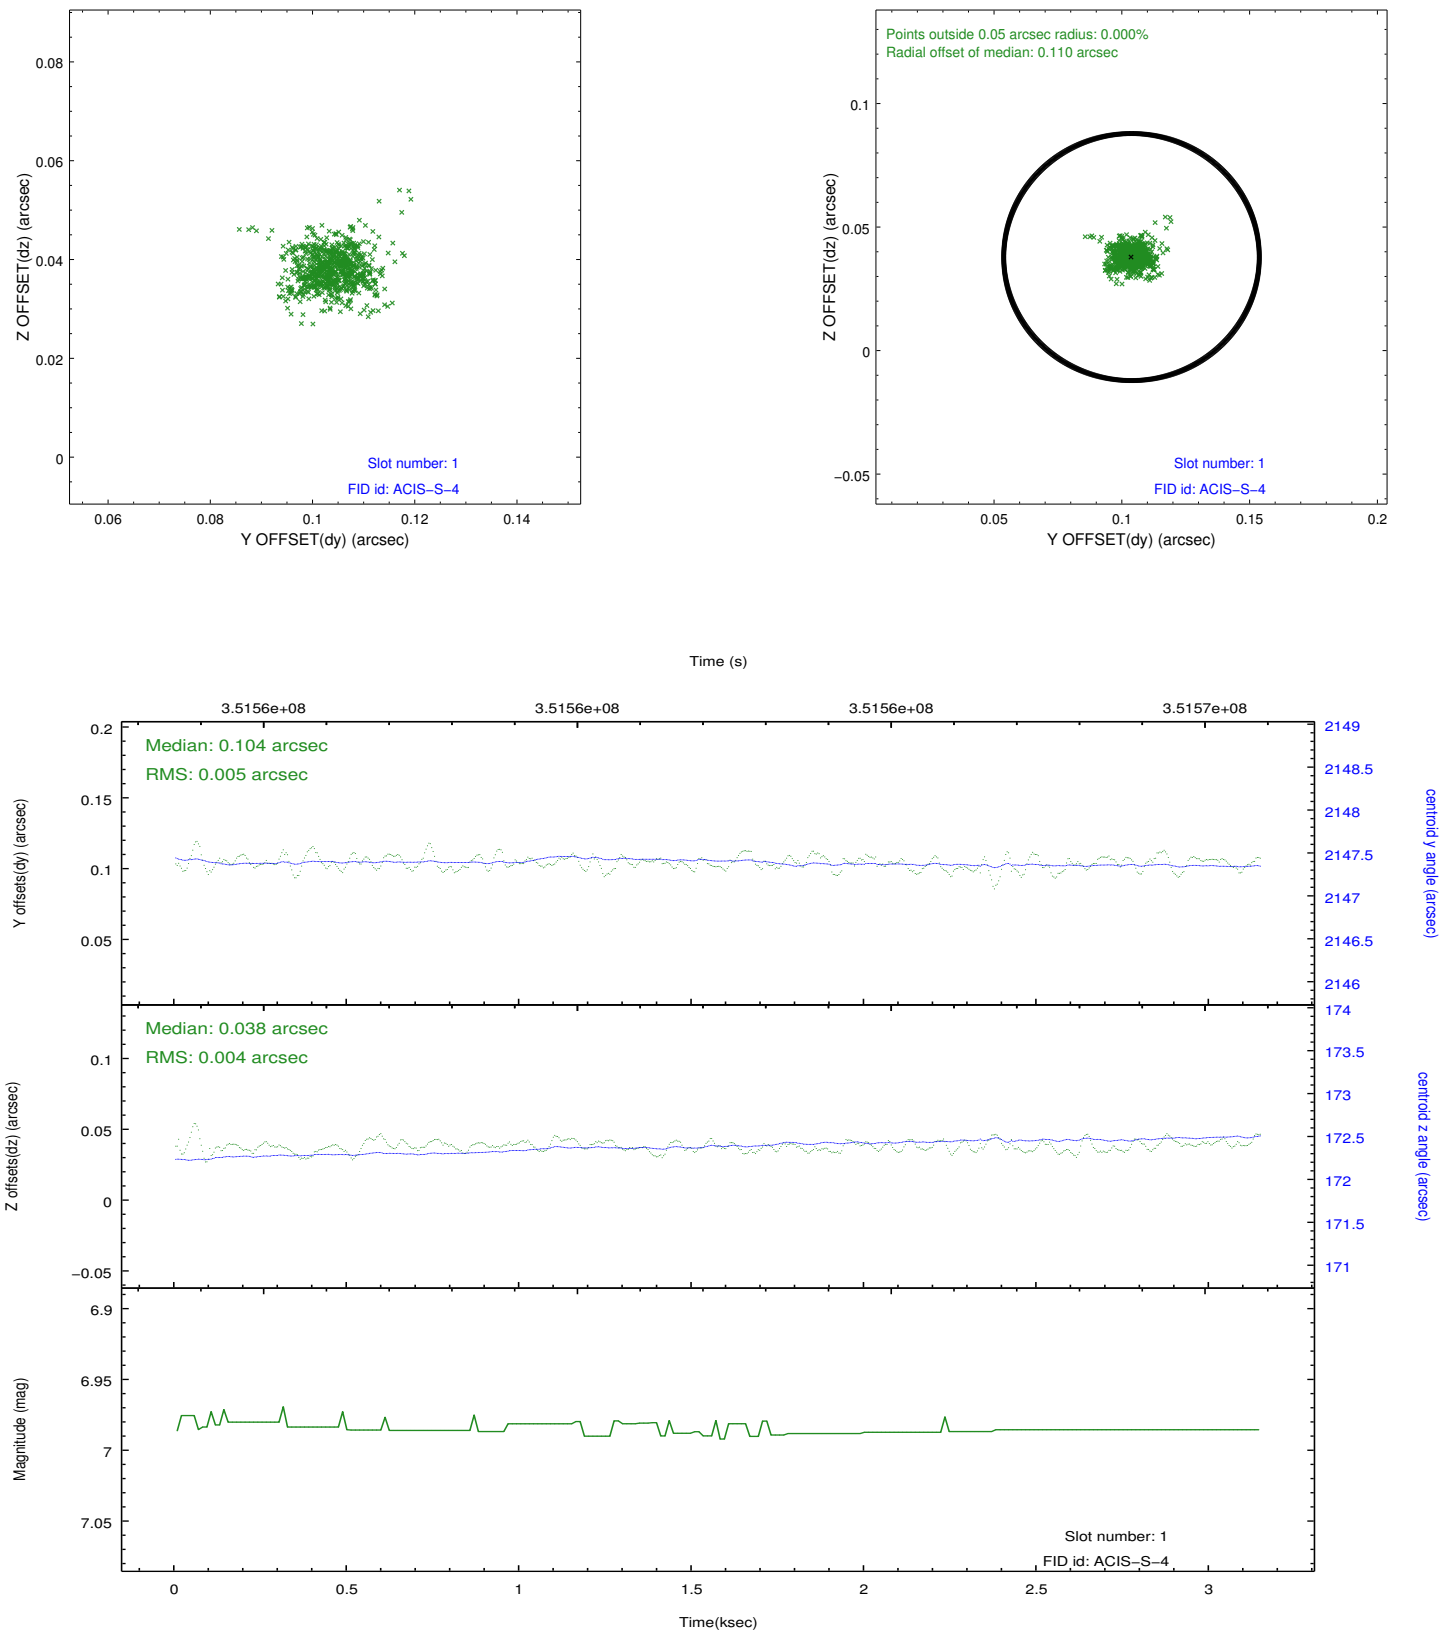 0.08
0.06
0.04
0.02
0
Z OFFSET(dz) (arcsec)
Slot number: 1
FID id: ACIS−S−4
0.06 0.08 0.1 0.12 0.14
Y OFFSET(dy) (arcsec)
Points outside 0.05 arcsec radius: 0.000%
Radial offset of median: 0.110 arcsec
0.1
0.05
0
−0.05
Z OFFSET(dz) (arcsec)
Slot number: 1
FID id: ACIS−S−4
0.05 0.1 0.15 0.2
Y OFFSET(dy) (arcsec)
Time (s)
3.5156e+08 3.5156e+08 3.5156e+08 3.5157e+08
Median: 0.104 arcsec
RMS: 0.005 arcsec
0.2
0.15
0.1
0.05
Y offsets(dy) (arcsec)
2149
2148.5
2148
2147.5
2147
2146.5
2146
centroid y angle (arcsec)
Median: 0.038 arcsec
RMS: 0.004 arcsec
0.1
0.05
0
−0.05
Z offsets(dz) (arcsec)
174
173.5
173
172.5
172
171.5
171
centroid z angle (arcsec)
6.9
6.95
7
7.05
Magnitude (mag)
Slot number: 1
FID id: ACIS−S−4
0 0.5 1 1.5 2 2.5 3
Time(ksec)